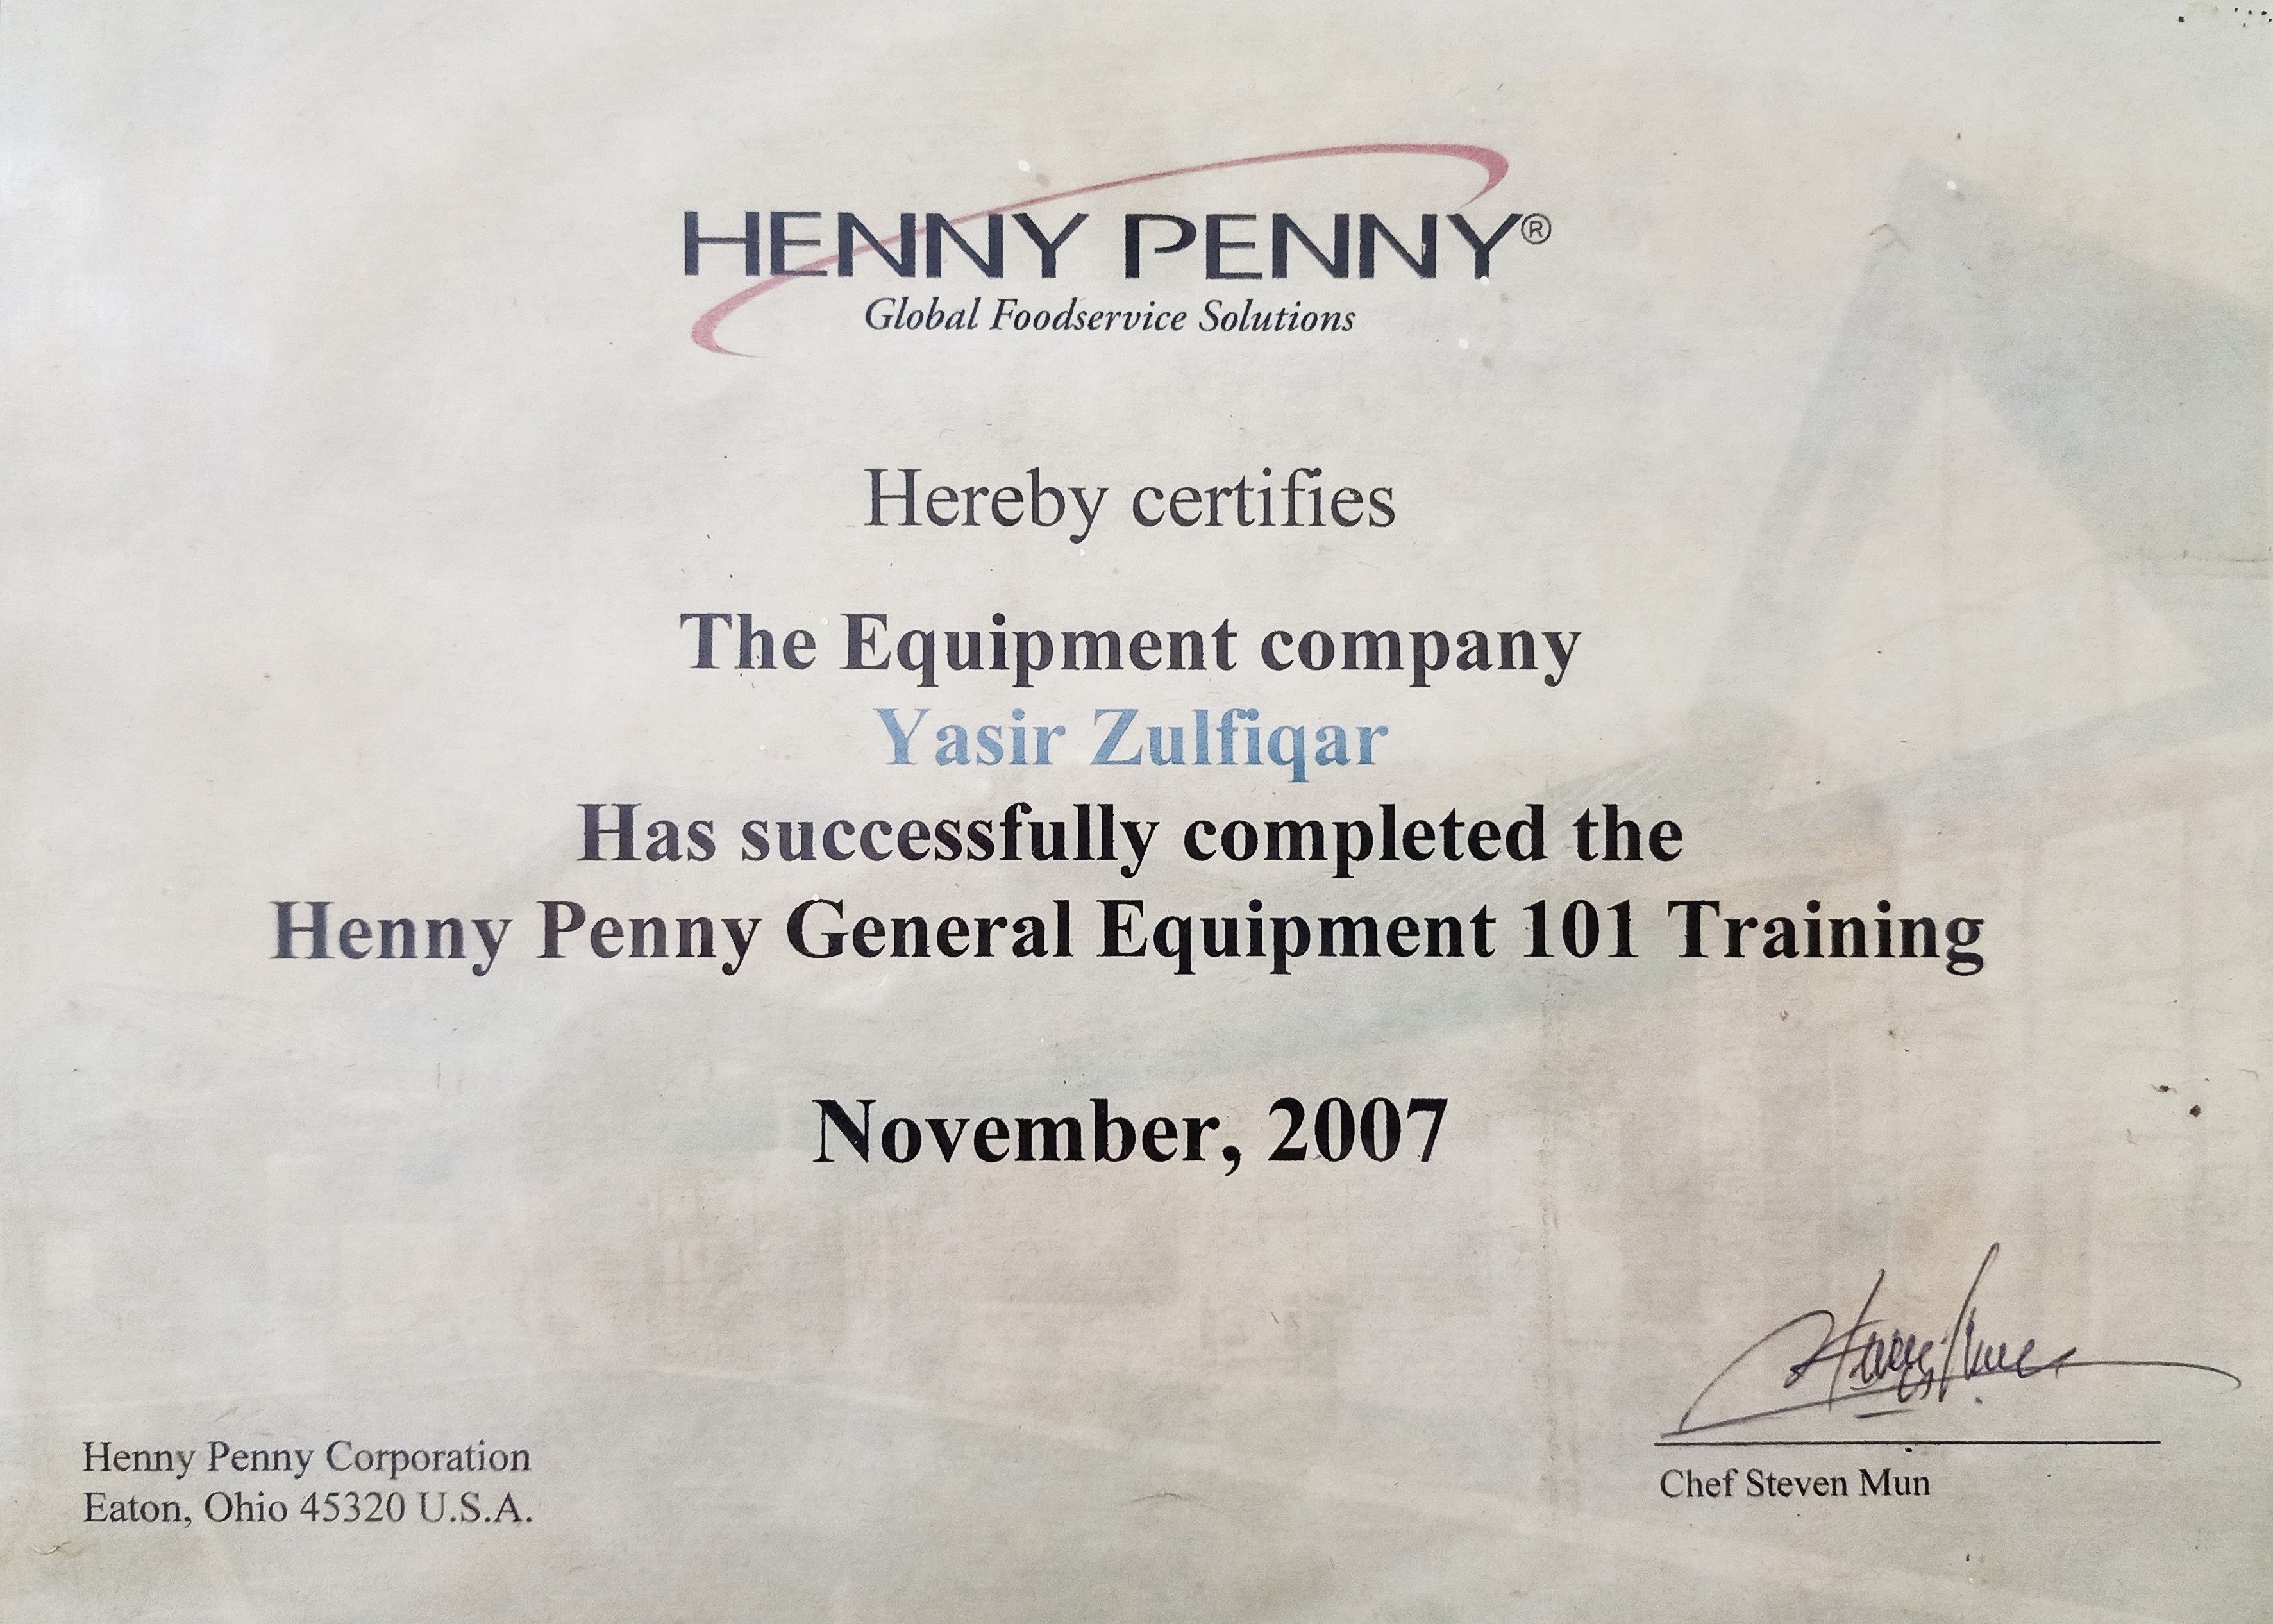 HENNY PENNY®
Global Foodservice Solutions
Hereby certifies
The Equipment company
Yasir Zulfiqar
Has successfully completed the
Henny Penny General Equipment 101 Training
November, 2007
Henny Penny Corporation
Eaton, Ohio 45320 U.S.A.
Chef Steven Mun